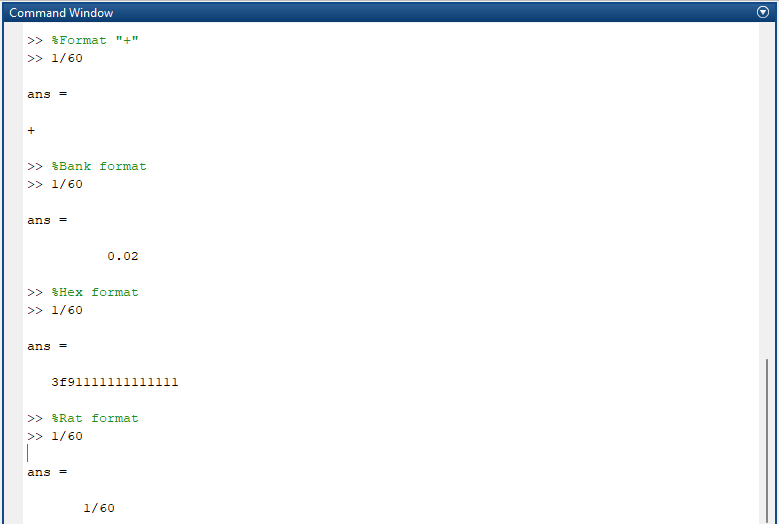 Command Window
>> %Format "+"
>> 1/60
ans =
+
>> %Bank format
>> 1/60
ans =
0.02
>> %Hex format
>> 1/60
ans =
3f91111111111111
>> %Rat format
>> 1/60
ans =
1/60